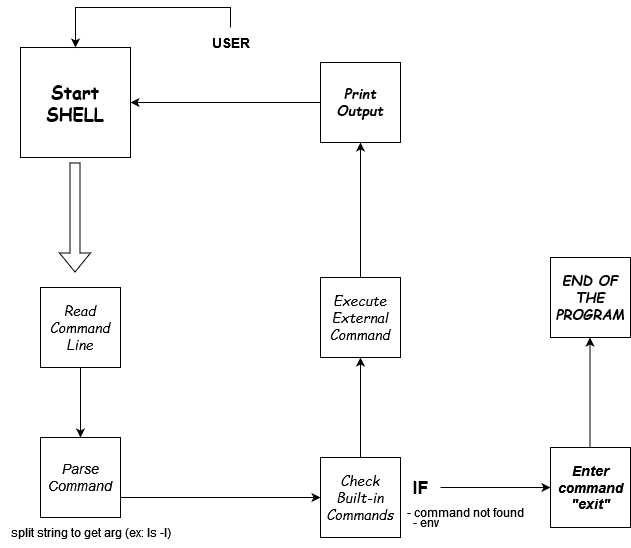 USER
Start
SHELL
Print
Output
Read
Command
Line
Execute
External
Command
END OF
THE
PROGRAM
Parse
Command
split string to get arg (ex: ls -l)
Check
Built-in
Commands
IF
- command not found
- env
Enter
command
"exit"